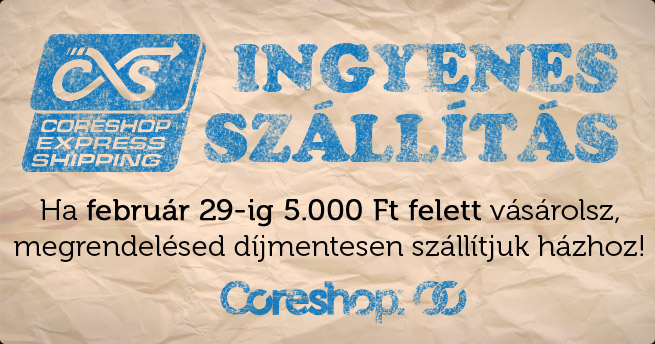 CXS
CORESHOP
EXPRESS
SHIPPING
INGYENES
SZÁLLÍTÁS
Ha február 29-ig 5.000 Ft felett vásárolsz,
megrendelésed díjmentesen szállítjuk házhoz!
Coreshop: